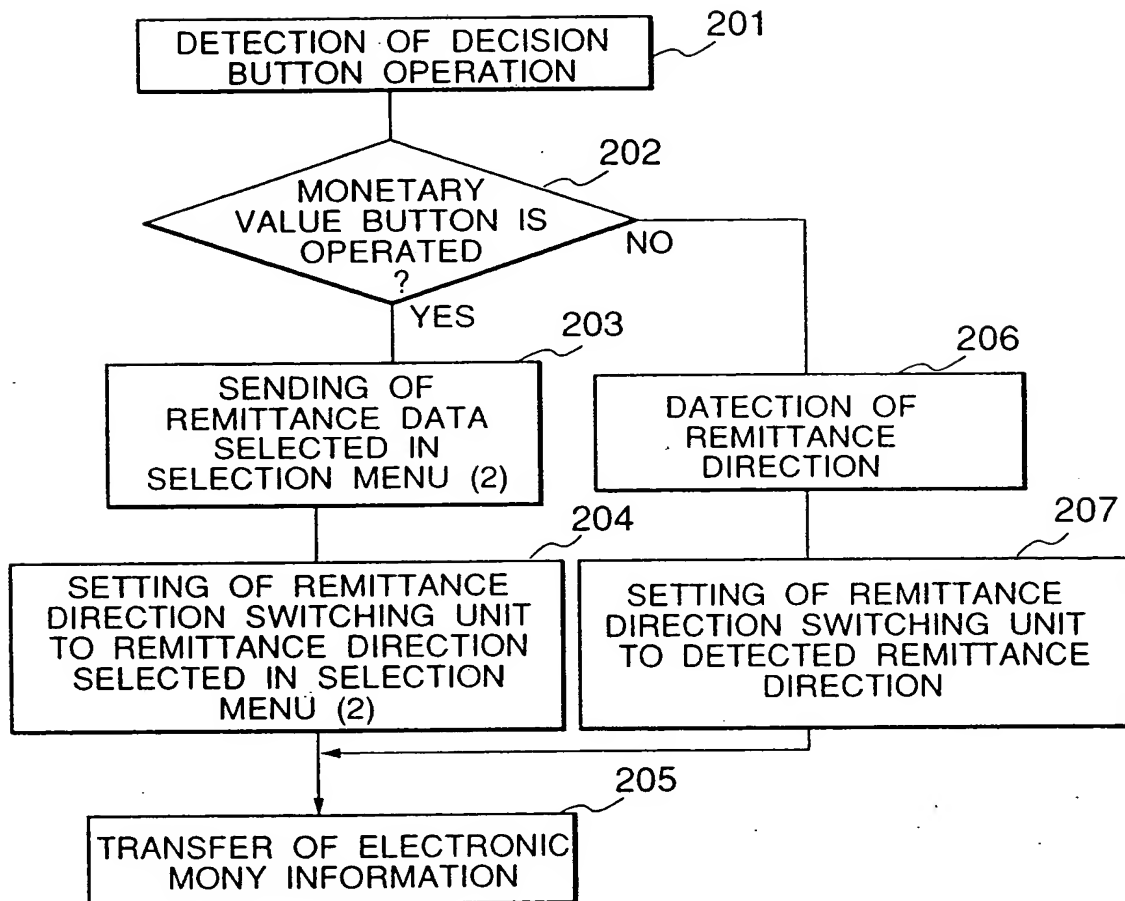 201
DETECTION OF DECISION
BUTTON OPERATION
202
MONETARY
VALUE BUTTON IS
OPERATED
?
NO
YES
203
SENDING OF
REMITTANCE DATA
SELECTED IN
SELECTION MENU (2)
206
DATECTION OF
REMITTANCE
DIRECTION
204
SETTING OF REMITTANCE
DIRECTION SWITCHING UNIT
TO REMITTANCE DIRECTION
SELECTED IN SELECTION
MENU (2)
207
SETTING OF REMITTANCE
DIRECTION SWITCHING UNIT
TO DETECTED REMITTANCE
DIRECTION
205
TRANSFER OF ELECTRONIC
MONY INFORMATION